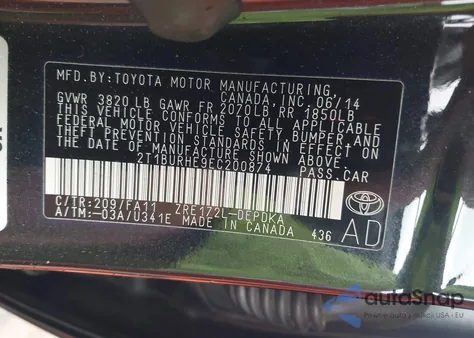 MFD. BY: TOYOTA MOTOR MANUFACTURING,
CANADA, INC. 06/14
GVWR 3820 LB GAWR FR 2070LB RR 1850LB
THIS VEHICLE CONFORMS TO ALL APPLICABLE
FEDERAL MOTOR VEHICLE SAFETY BUMPER, AND
THEFT PREVENTION STANDARDS IN EFFECT ON
THE DATE OF MANUFACTURE SHOWN ABOVE.
2T1BURHE9EC200874 PASS.CAR
C/TR: 209/FA11 ZRE172L-DEPDKA
A/TM: -03A/U341E MADE IN CANADA 436
AD
autoSnap